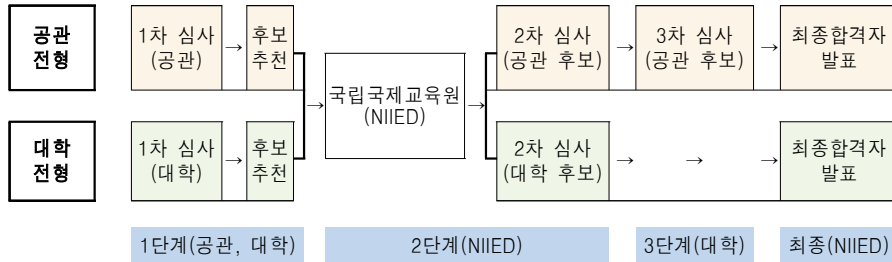 공관
전형
1차 심사
(공관)
→
후보
추천
→
국립국제교육원
(NIIED)
→
2차 심사
(공관 후보)
→
3차 심사
(공관 후보)
→
최종합격자
발표
대학
전형
1차 심사
(대학)
→
후보
추천
2차 심사
(대학 후보)
→
→
→
최종합격자
발표
1단계(공관, 대학)
2단계(NIIED)
3단계(대학)
최종(NIIED)